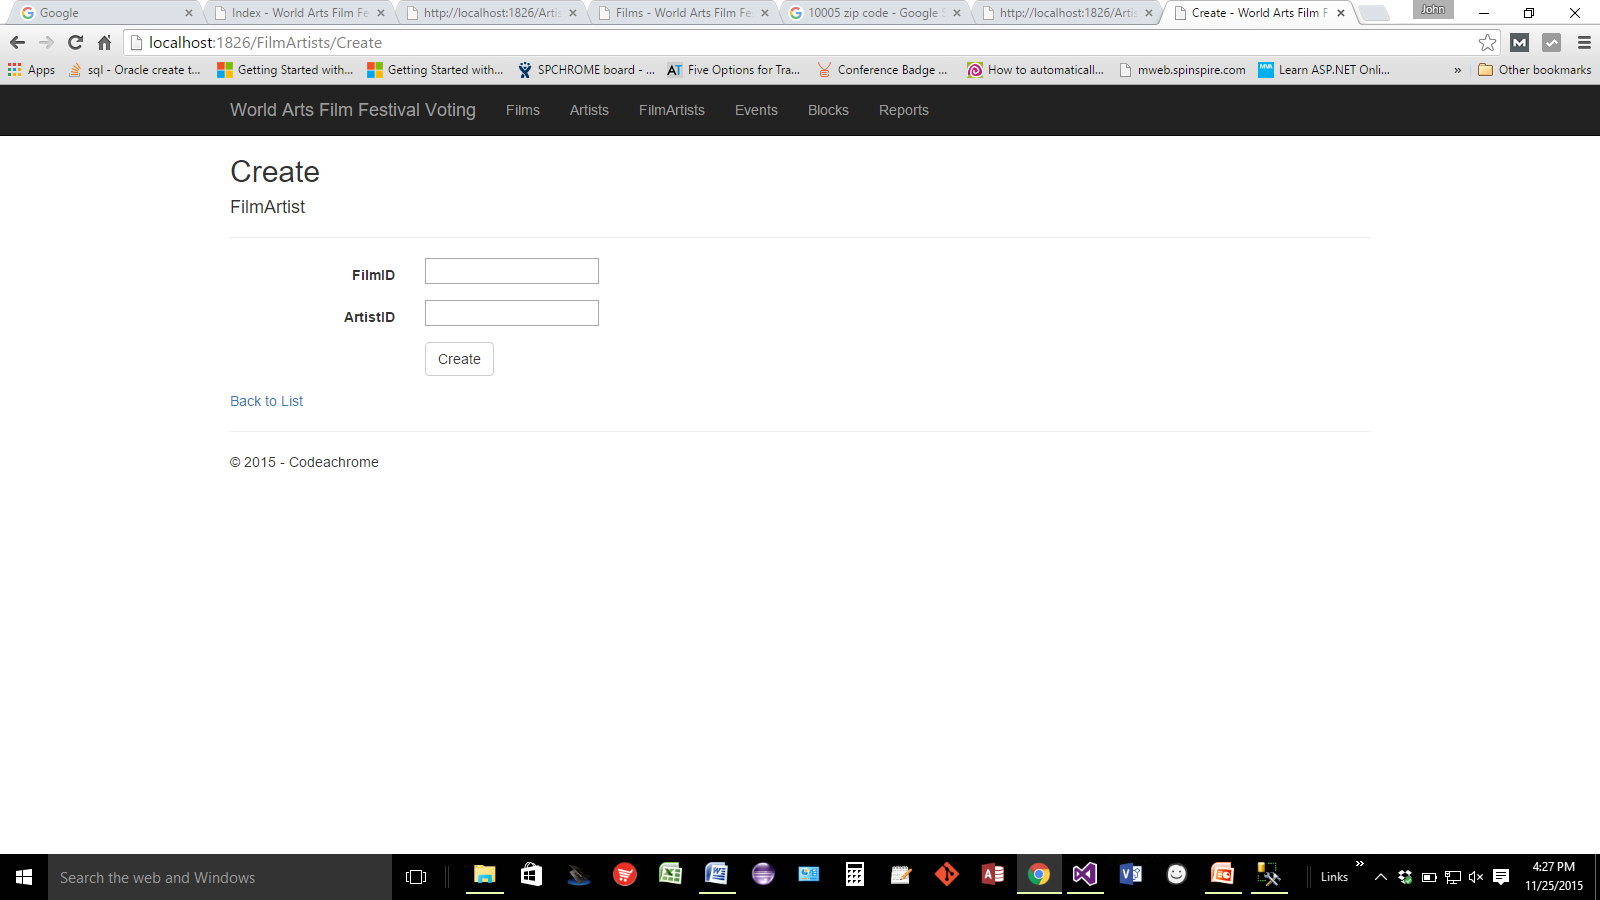 Google
Index - World Arts Film Fe
http://localhost:1826/Artis
Films - World Arts Film Fe
10005 zip code - Google S
http://localhost:1826/Artis
Create - World Arts Film F
John
localhost:1826/FilmArtists/Create
Apps
sql - Oracle create t...
Getting Started with...
Getting Started with...
SPCHROME board - ...
AT Five Options for Tra...
Conference Badge ...
How to automaticall...
mweb.spinspire.com
MVA Learn ASP.NET Onli...
» Other bookmarks
World Arts Film Festival Voting
Films
Artists
FilmArtists
Events
Blocks
Reports
Create
FilmArtist
FilmID
ArtistID
Create
Back to List
© 2015 - Codeachrome
Search the web and Windows
Links
4:27 PM
11/25/2015